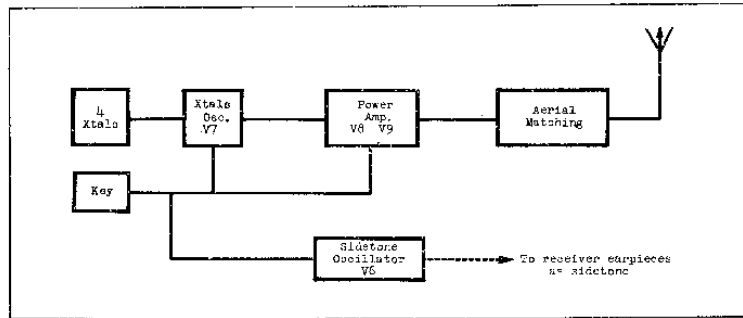 4
Xtals
Xtals
Osc.
V7
Power
Amp.
V8 V9
Aerial
Matching
Key
Sidetone
Oscillator
V6
To receiver earpieces
as sidetone